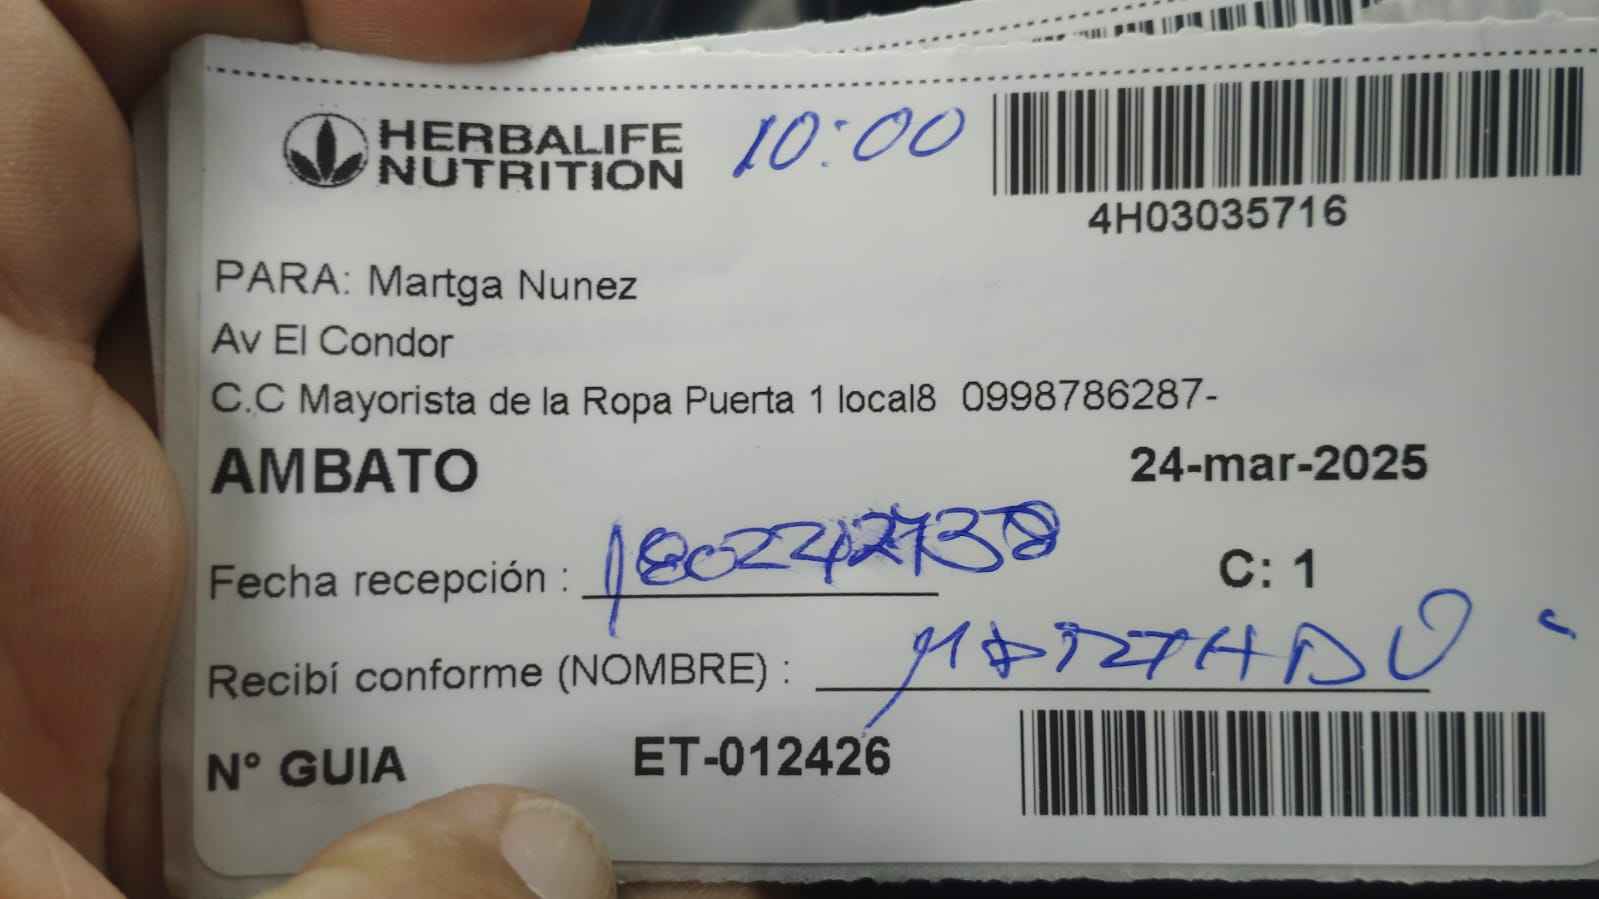 HERBALIFE
NUTRITION
10:00
4H03035716
PARA: Martga Nunez
Av El Condor
C.C Mayorista de la Ropa Puerta 1 local8 0998786287-
AMBATO
24-mar-2025
Fecha recepción :
C: 1
Recibí conforme (NOMBRE) :
N° GUIA ET-012426